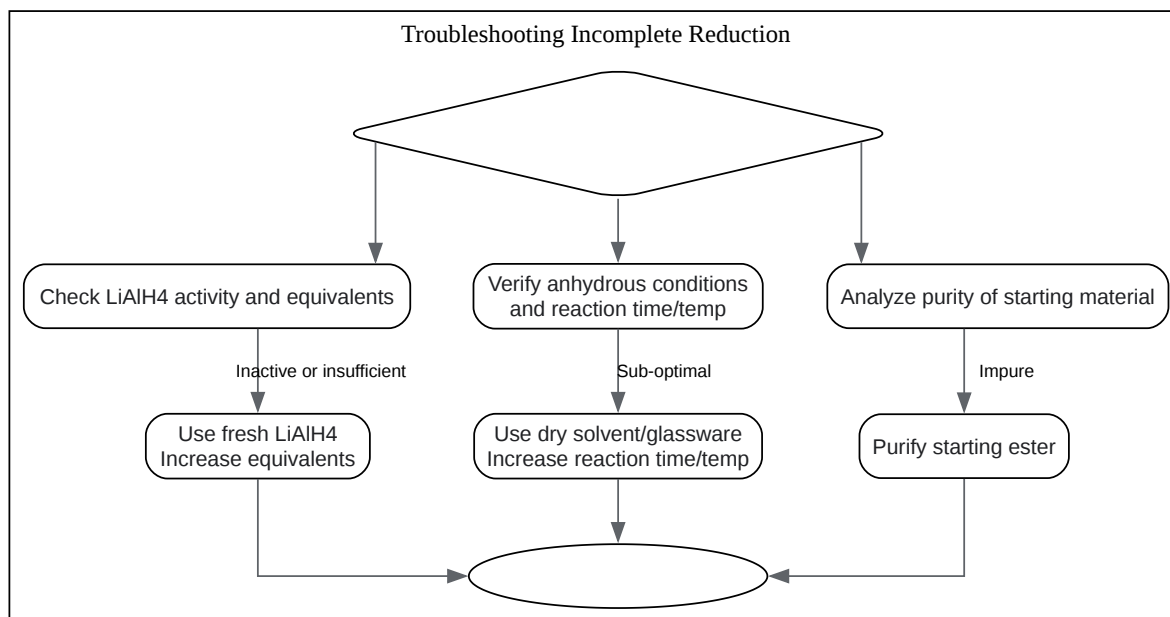 Troubleshooting Incomplete Reduction
Check LiAlH4 activity and equivalents
Verify anhydrous conditions
and reaction time/temp
Analyze purity of starting material
Inactive or insufficient
Sub-optimal
Impure
Use fresh LiAlH4
Increase equivalents
Use dry solvent/glassware
Increase reaction time/temp
Purify starting ester